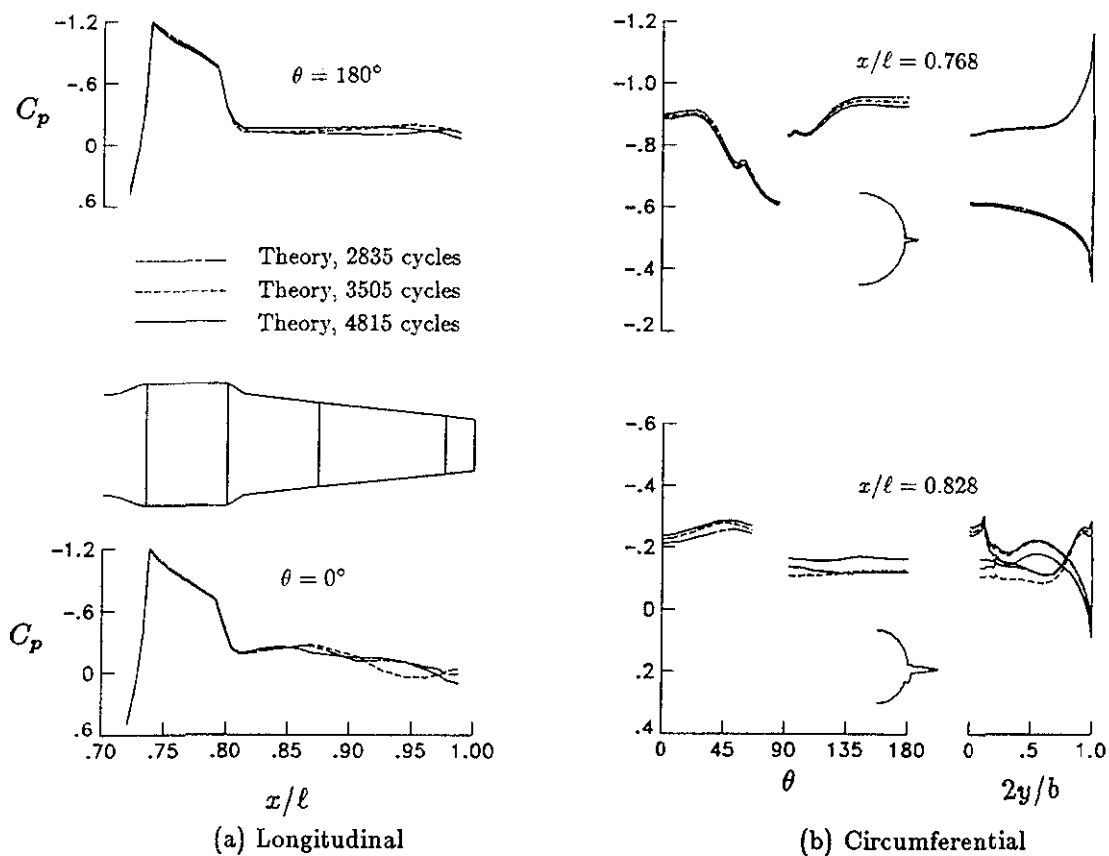 -1.2
-.6
0
.6
Cp
θ = 180°
Theory, 2835 cycles
Theory, 3505 cycles
Theory, 4815 cycles
-1.2
-.6
0
.6
Cp
θ = 0°
.70 .75 .80 .85 .90 .95 1.00
x/ℓ
(a) Longitudinal
-1.2
-1.0
-.8
-.6
-.4
-.2
x/ℓ = 0.768
-.6
-.4
-.2
0
.2
.4
x/ℓ = 0.828
0 45 90 135 180
θ
0 .5 1.0
2y/b
(b) Circumferential